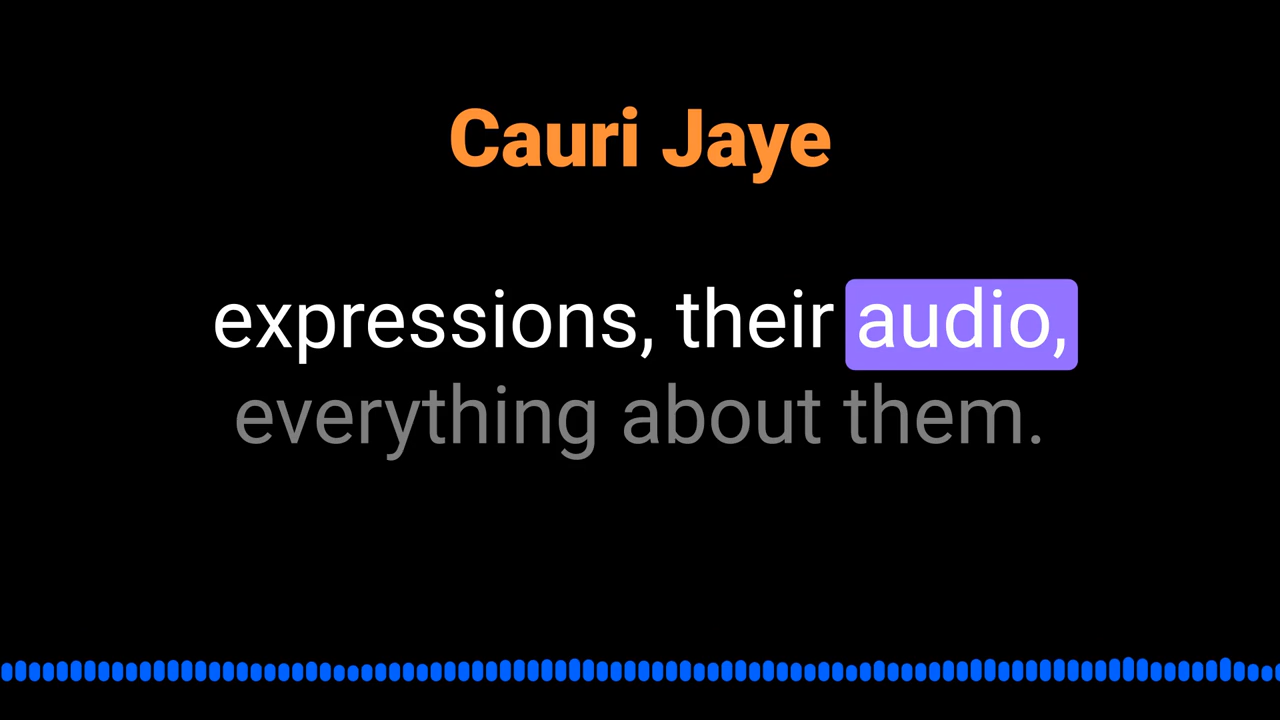 Cauri Jaye
expressions, their audio,
everything about them.